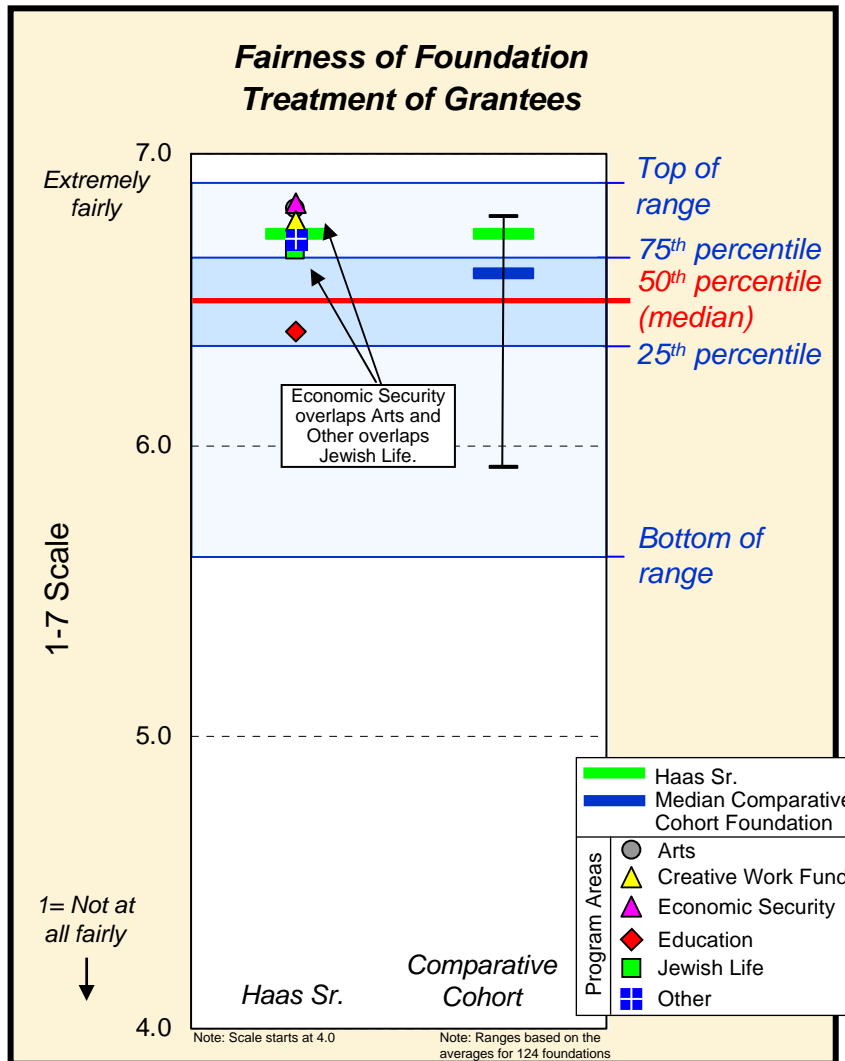 Fairness of Foundation
Treatment of Grantees
7.0
Extremely
fairly
Top of
range
75th percentile
50th percentile
(median)
25th percentile
Economic Security
overlaps Arts and
Other overlaps
Jewish Life.
6.0
Bottom of
range
1-7 Scale
5.0
Haas Sr.
Median Comparative
Cohort Foundation
Program Areas
Arts
Creative Work Fund
Economic Security
Education
Jewish Life
Other
1= Not at
all fairly
Haas Sr.
Comparative
Cohort
4.0
Note: Scale starts at 4.0
Note: Ranges based on the
averages for 124 foundations